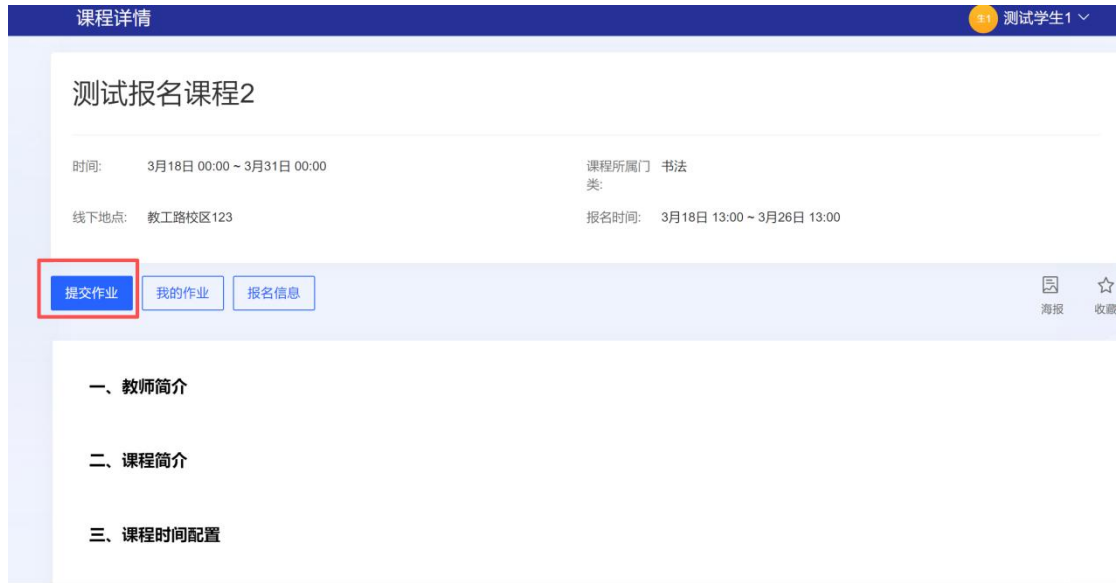 课程详情
生1 测试学生1
测试报名课程2
时间: 3月18日 00:00 ~ 3月31日 00:00
课程所属门类: 书法
线下地点: 教工路校区123
报名时间: 3月18日 13:00 ~ 3月26日 13:00
提交作业 我的作业 报名信息
海报 收藏
一、教师简介
二、课程简介
三、课程时间配置